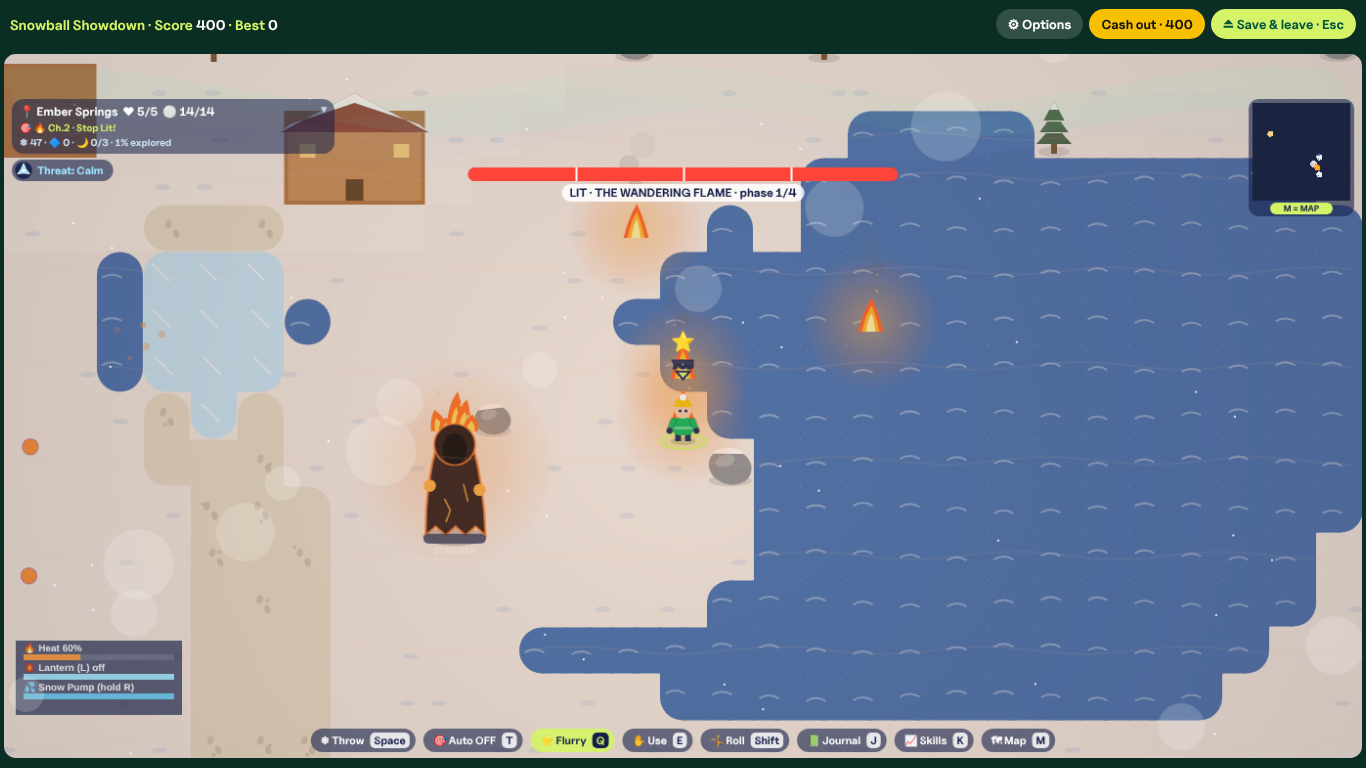 Snowball Showdown · Score 400 · Best 0
⚙ Options
Cash out · 400
⏏ Save & leave · Esc
📍 Ember Springs ♥ 5/5 ⚪ 14/14 ▼
🎯 🔥 Ch.2 · Stop Lit!
❄ 47 · 🔷 0 · 🌙 0/3 · 1% explored
Threat: Calm
LIT · THE WANDERING FLAME · phase 1/4
M = MAP
STAGGER
🔥 Heat 60%
Lantern (L) off
💦 Snow Pump (hold R)
❄ Throw Space
🎯 Auto OFF T
⭐ Flurry Q
✋ Use E
🤸 Roll Shift
📗 Journal J
📈 Skills K
🗺 Map M